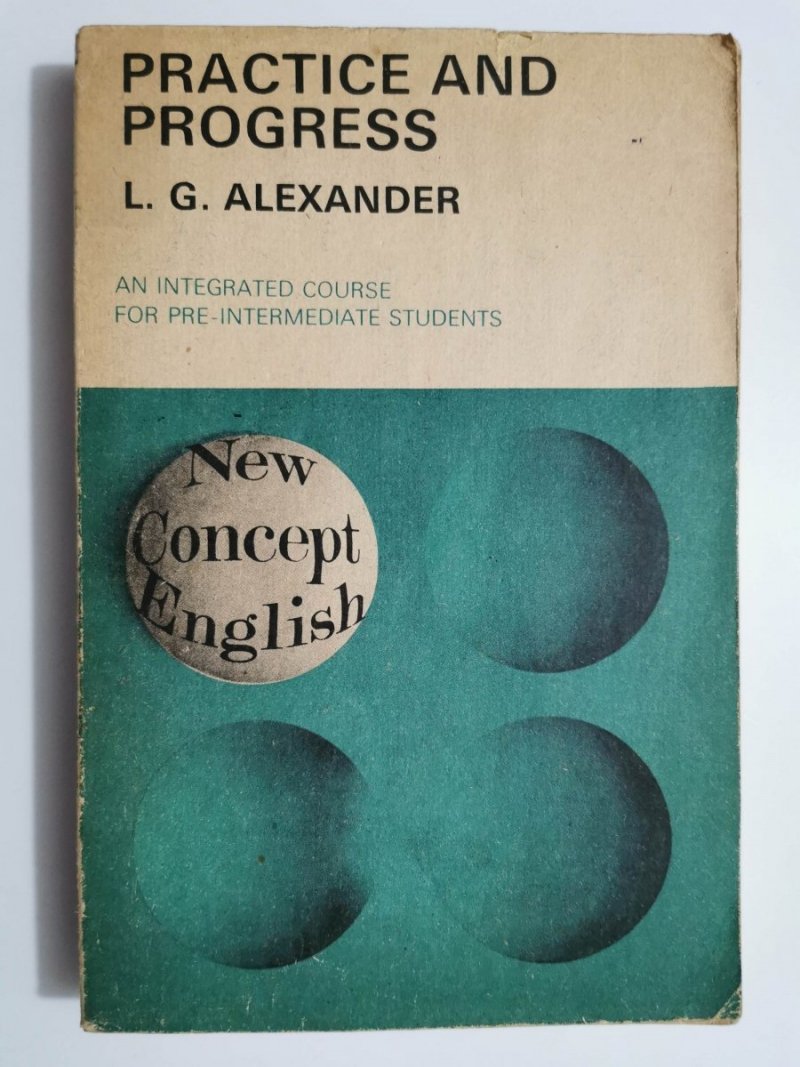 PRACTICE AND
PROGRESS
L. G. ALEXANDER
AN INTEGRATED COURSE
FOR PRE-INTERMEDIATE STUDENTS
New
Concept
English